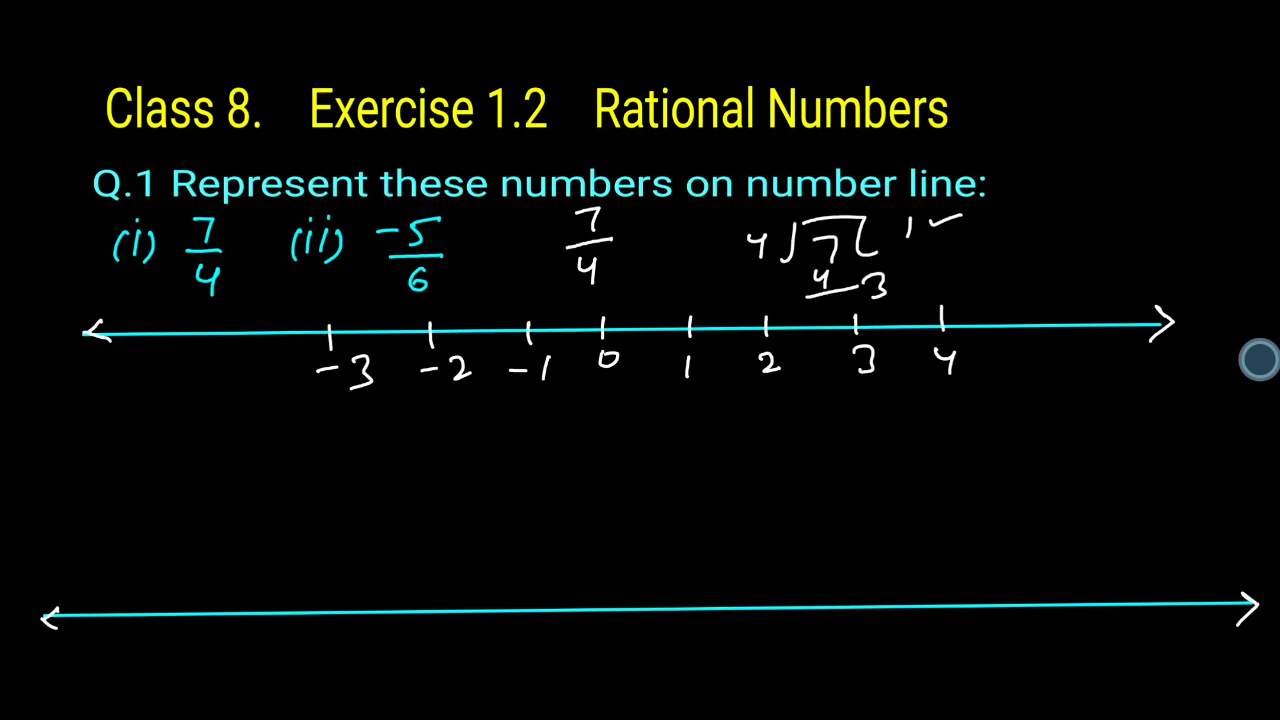 Class 8. Exercise 1.2 Rational Numbers
Q.1 Represent these numbers on number line:
(i) 7/4 (ii) -5/6 7/4 4)7( 1 ✓
4 3
-3 -2 -1 0 1 2 3 4